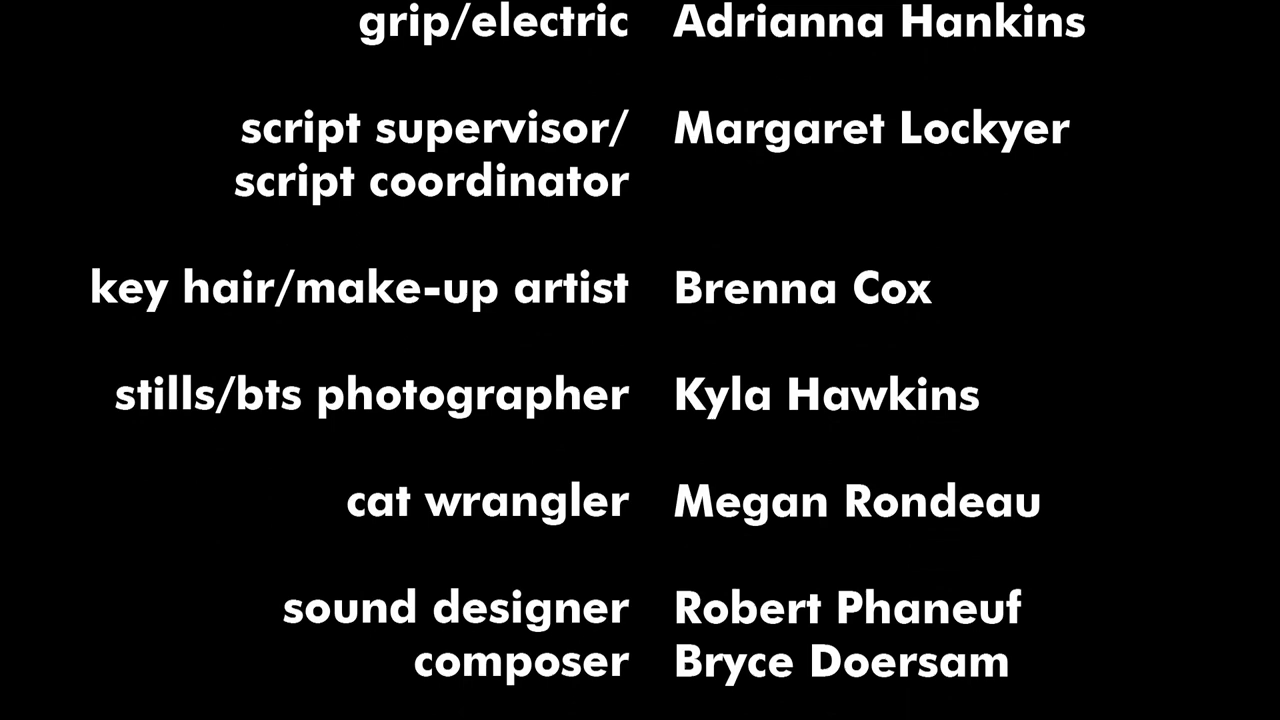 grip/electric Adrianna Hankins
script supervisor/ Margaret Lockyer
script coordinator
key hair/make-up artist Brenna Cox
stills/bts photographer Kyla Hawkins
cat wrangler Megan Rondeau
sound designer Robert Phaneuf
composer Bryce Doersam